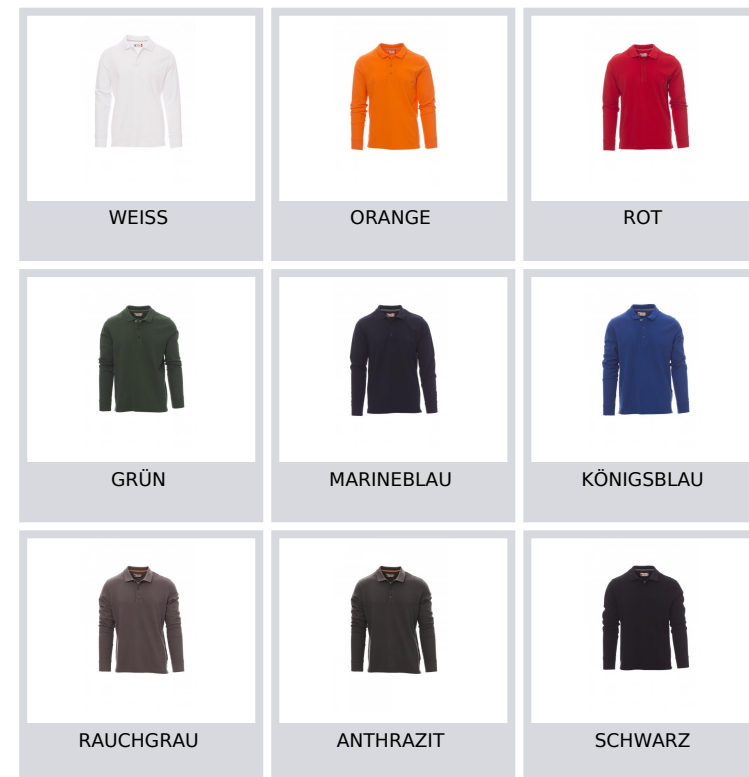 WEISS
ORANGE
ROT
GRÜN
MARINEBLAU
KÖNIGSBLAU
RAUCHGRAU
ANTHRAZIT
SCHWARZ